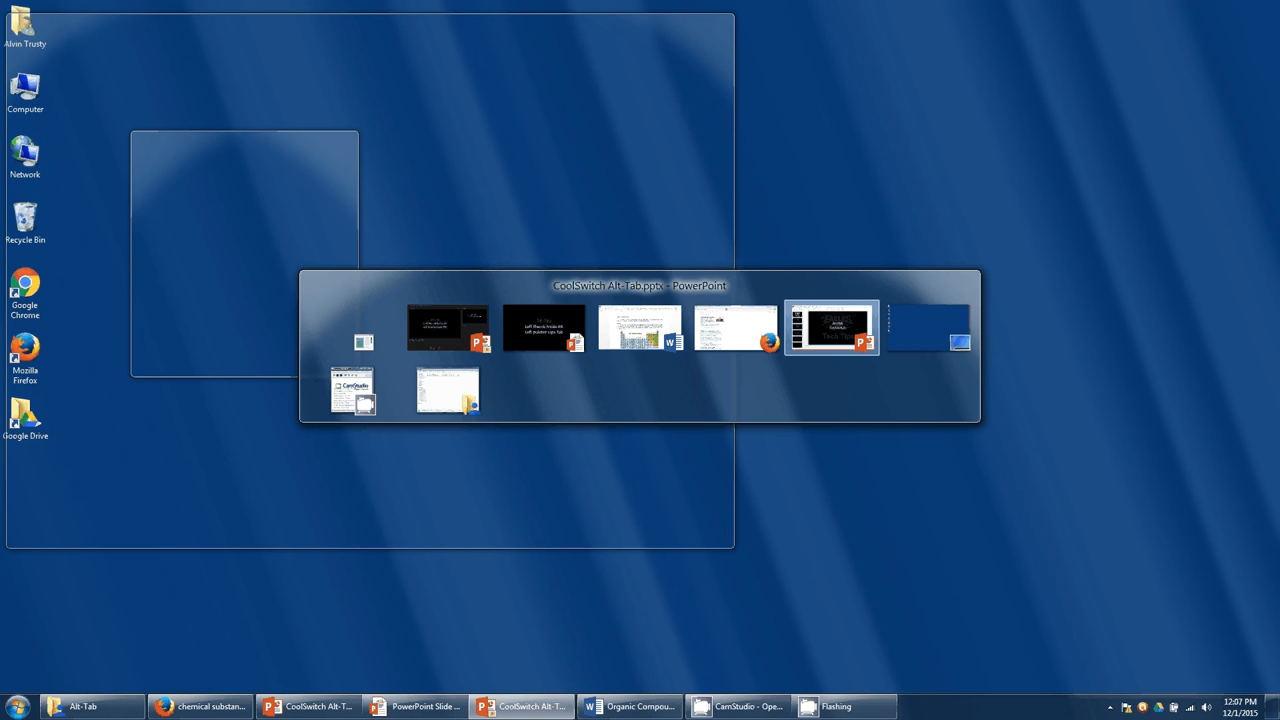 Alvin Trusty
Computer
Network
Recycle Bin
Google
Chrome
Mozilla
Firefox
Google Drive
CoolSwitch Alt-Tab.pptx - PowerPoint
CamStudio
Alt-Tab
chemical substan...
CoolSwitch Alt-T...
PowerPoint Slide ...
CoolSwitch Alt-T...
Organic Compou...
CamStudio - Ope...
Flashing
12:07 PM
12/1/2015